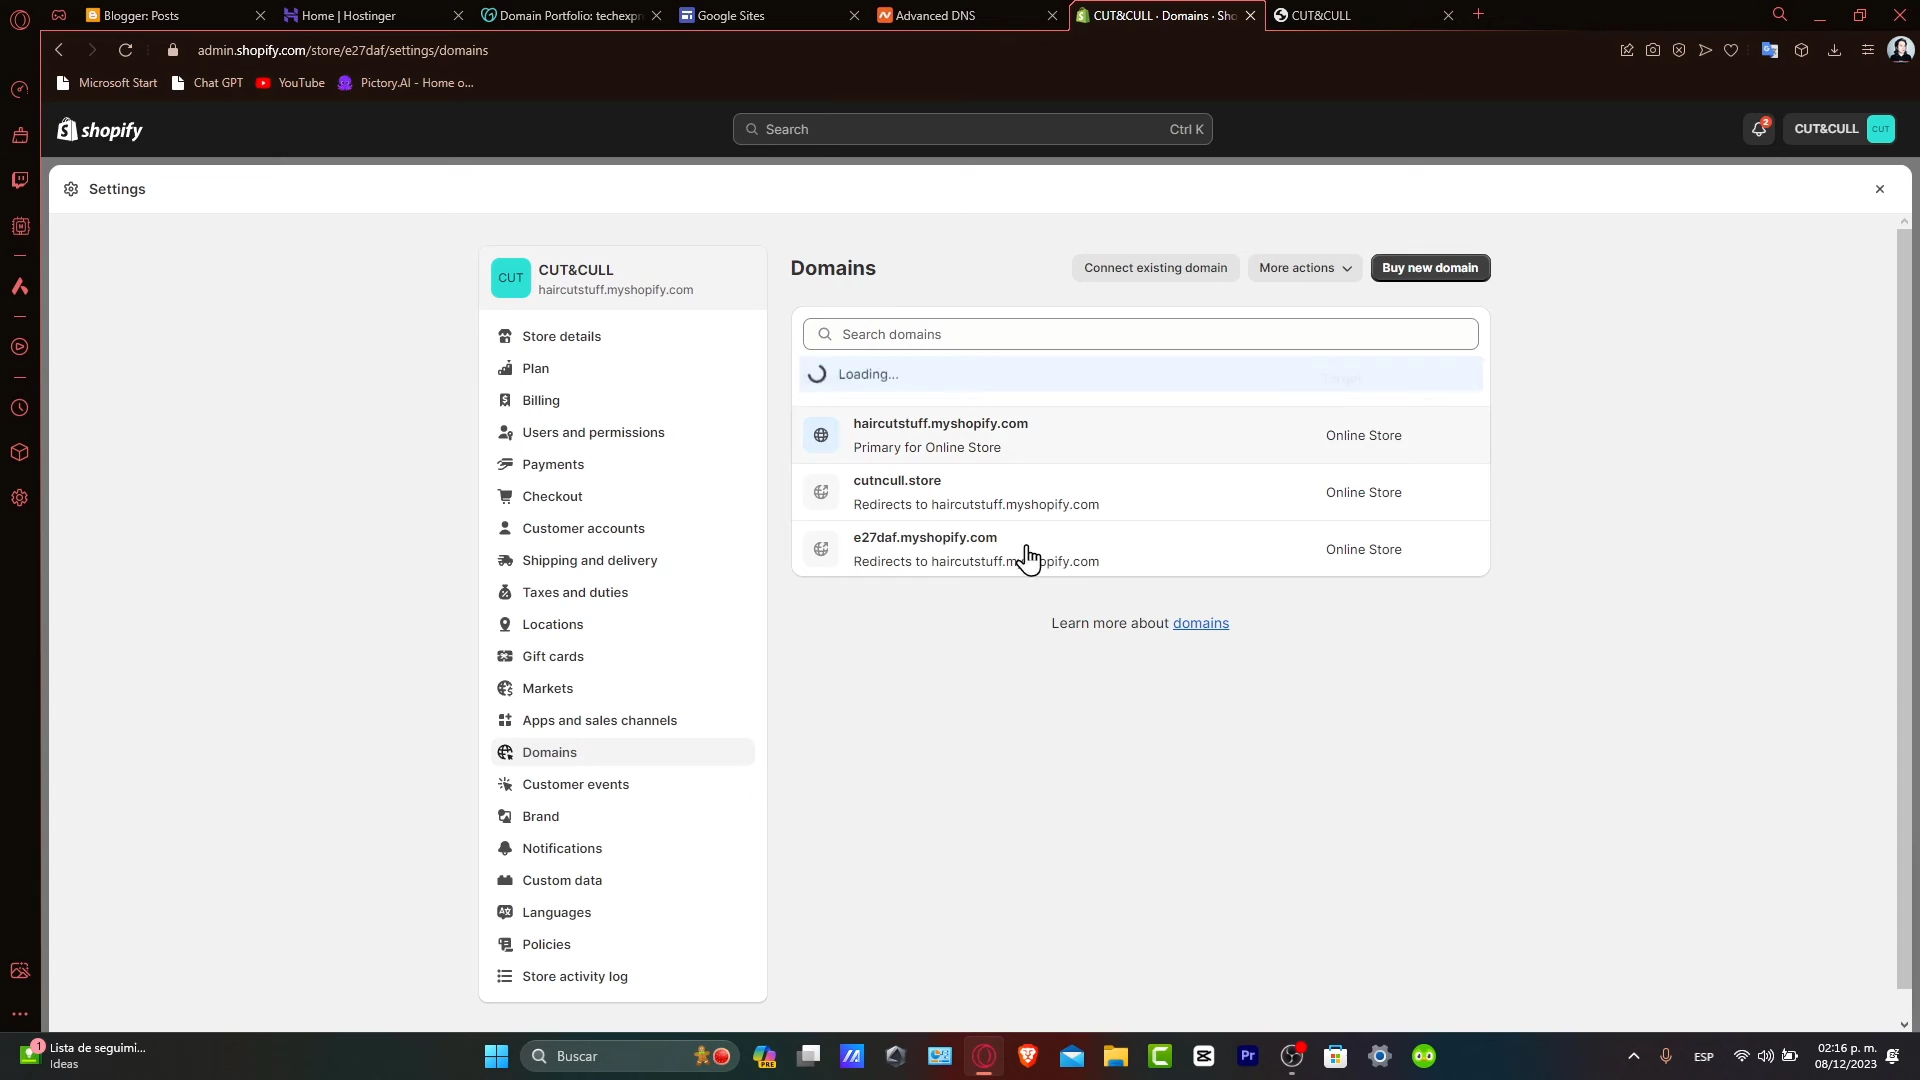 Blogger: Posts
Home | Hostinger
Domain Portfolio: techexpr
Google Sites
Advanced DNS
CUT&CULL · Domains · Sho
CUT&CULL
admin.shopify.com/store/e27daf/settings/domains
Microsoft Start
Chat GPT
YouTube
Pictory.AI - Home o...
shopify
Search
Ctrl K
2
CUT&CULL
CUT
Settings
CUT
CUT&CULL
haircutstuff.myshopify.com
Store details
Plan
Billing
Users and permissions
Payments
Checkout
Customer accounts
Shipping and delivery
Taxes and duties
Locations
Gift cards
Markets
Apps and sales channels
Domains
Customer events
Brand
Notifications
Custom data
Languages
Policies
Store activity log
Domains
Connect existing domain
More actions
Buy new domain
Search domains
Loading...
haircutstuff.myshopify.com
Primary for Online Store
Online Store
cutncull.store
Redirects to haircutstuff.myshopify.com
Online Store
e27daf.myshopify.com
Redirects to haircutstuff.myshopify.com
Online Store
Learn more about domains
1
Lista de seguimi...
Ideas
Buscar
PRE
Pr
ESP
02:16 p. m.
08/12/2023